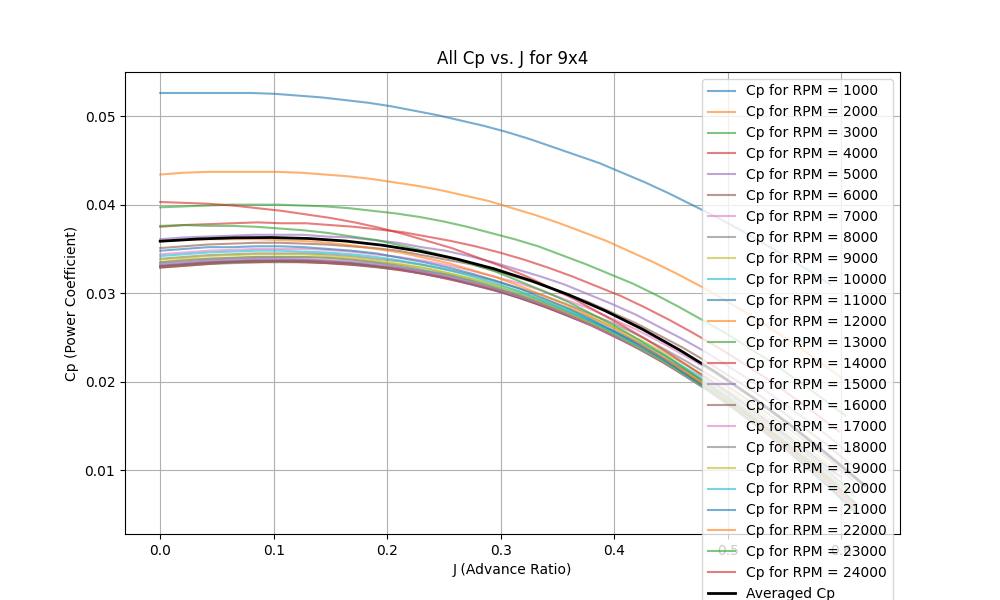 All Cp vs. J for 9x4
Cp (Power Coefficient)
0.05
0.04
0.03
0.02
0.01
0.0
0.1
0.2
0.3
0.4
0.5
J (Advance Ratio)
Cp for RPM = 1000
Cp for RPM = 2000
Cp for RPM = 3000
Cp for RPM = 4000
Cp for RPM = 5000
Cp for RPM = 6000
Cp for RPM = 7000
Cp for RPM = 8000
Cp for RPM = 9000
Cp for RPM = 10000
Cp for RPM = 11000
Cp for RPM = 12000
Cp for RPM = 13000
Cp for RPM = 14000
Cp for RPM = 15000
Cp for RPM = 16000
Cp for RPM = 17000
Cp for RPM = 18000
Cp for RPM = 19000
Cp for RPM = 20000
Cp for RPM = 21000
Cp for RPM = 22000
Cp for RPM = 23000
Cp for RPM = 24000
Averaged Cp